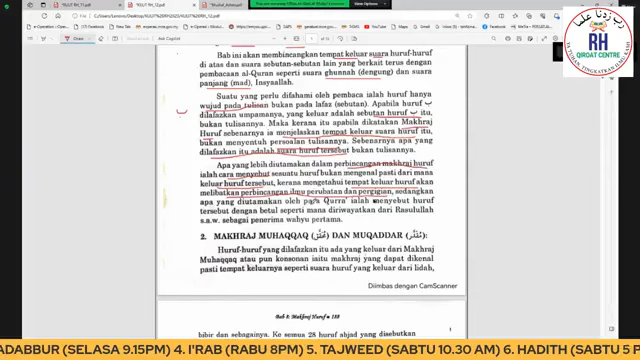 RH
QIROAT CENTRE
Bab ini akan membincangkan tempat keluar suara huruf-huruf
di atas dan suara sebutan-sebutan lain yang berkait terus dengan
pembacaan al-Quran seperti suara ghunnah (dengung) dan suara
panjang (mad), Insyaallah.
Suatu yang perlu difahami oleh pembaca ialah huruf hanya
wujud pada tulisan bukan pada lafaz (sebutan). Apabila huruf ب
dilafazkan umpamanya, yang keluar adalah sebutan huruf ب itu,
bukan tulisannya. Maka kerana itu apabila dikatakan Makhraj
Huruf sebenarnya ia menjelaskan tempat keluar suara huruf itu,
bukan menyentuh persoalan tulisannya. Sebenarnya apa yang
dilafazkan itu adalah suara huruf tersebut bukan tulisannya.
ب
Apa yang lebih diutamakan dalam perbincangan makhraj huruf
ialah cara menyebut sesuatu huruf bukan mengenal pasti dari mana
keluar huruf tersebut, kerana mengetahui tempat keluar huruf akan
melibatkan perbincangan ilmu perubatan dan pergigian, sedangkan
apa yang diutamakan oleh para Qurra' ialah menyebut huruf
tersebut dengan betul seperti mana diriwayatkan dari Rasulullah
s.a.w. sebagai penerima wahyu pertama.
2. MAKHRAJ MUHAQQAQ (مُحَقَّق) DAN MUQADDAR (مُقَدَّر):
Huruf-huruf yang dilafazkan itu ada yang keluar dari Makhraj
Muhaqqaq atau pun konsonan iaitu makhraj yang dapat dikenal
pasti tempat keluarnya seperti suara huruf yang keluar dari lidah,
Diimbas dengan CamScanner
Bab 8: Makhraj Huruf • 188
bibir dan sebagainya. Ke semua 28 huruf abjad yang disebutkan
ADABBUR (SELASA 9.15PM) 4. I'RAB (RABU 8PM) 5. TAJWEED (SABTU 10.30 AM) 6. HADITH (SABTU 5 P